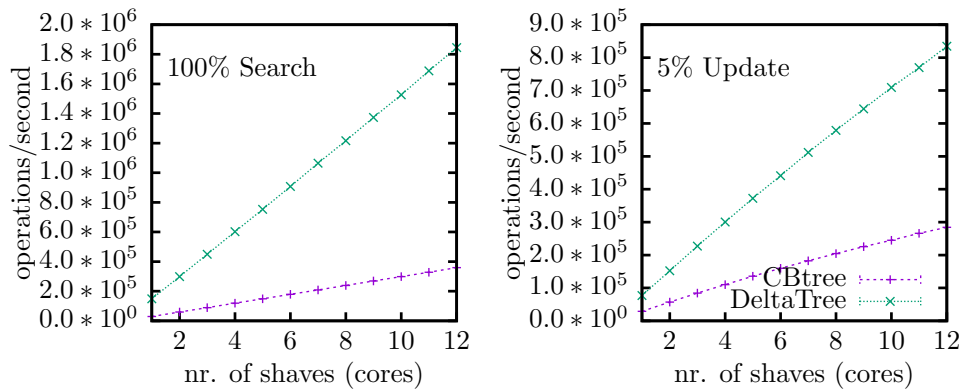 100% Search
operations/second
2.0 * 10^6
1.8 * 10^6
1.6 * 10^6
1.4 * 10^6
1.2 * 10^6
1.0 * 10^6
8.0 * 10^5
6.0 * 10^5
4.0 * 10^5
2.0 * 10^5
0.0 * 10^0
2 4 6 8 10 12
nr. of shaves (cores)
5% Update
operations/second
9.0 * 10^5
8.0 * 10^5
7.0 * 10^5
6.0 * 10^5
5.0 * 10^5
4.0 * 10^5
3.0 * 10^5
2.0 * 10^5
1.0 * 10^5
0.0 * 10^0
CBtree
DeltaTree
2 4 6 8 10 12
nr. of shaves (cores)